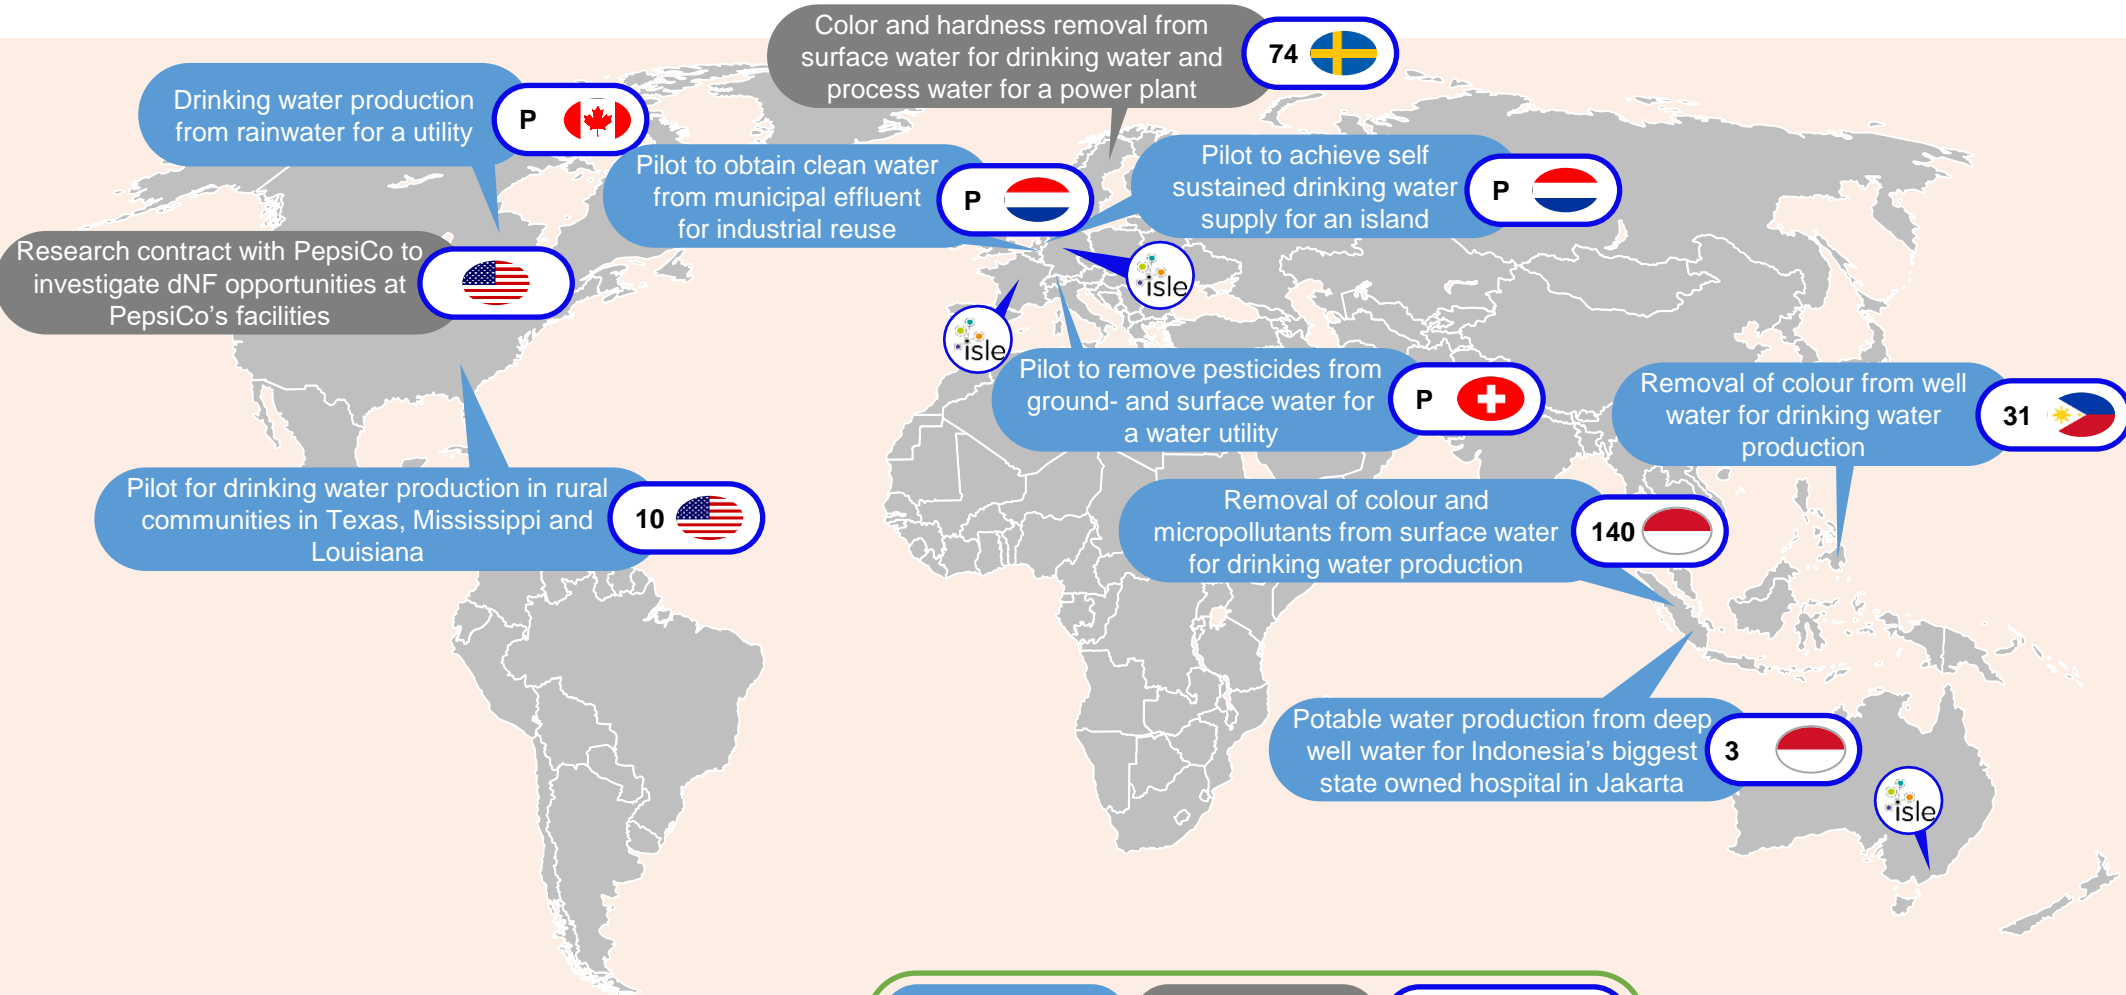 Color and hardness removal from
surface water for drinking water and
process water for a power plant
74
Drinking water production
from rainwater for a utility
P
Pilot to obtain clean water
from municipal effluent
for industrial reuse
P
Pilot to achieve self
sustained drinking water
supply for an island
P
Research contract with PepsiCo to
investigate dNF opportunities at
PepsiCo's facilities
isle
isle
Pilot to remove pesticides from
ground- and surface water for
a water utility
P
Removal of colour from well
water for drinking water
production
31
Pilot for drinking water production in rural
communities in Texas, Mississippi and
Louisiana
10
Removal of colour and
micropollutants from surface water
for drinking water production
140
Potable water production from deep
well water for Indonesia's biggest
state owned hospital in Jakarta
3
isle